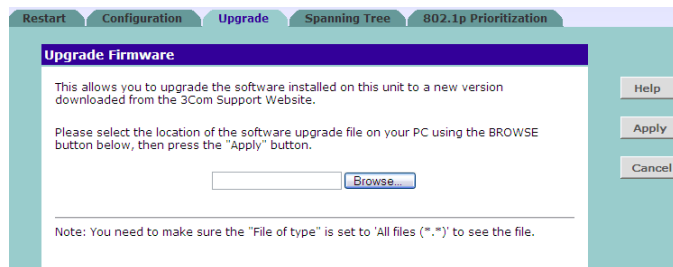 Restart Configuration Upgrade Spanning Tree 802.1p Prioritization
Upgrade Firmware
This allows you to upgrade the software installed on this unit to a new version
downloaded from the 3Com Support Website.
Help
Please select the location of the software upgrade file on your PC using the BROWSE
button below, then press the "Apply" button.
Apply
Cancel
Browse...
Note: You need to make sure the "File of type" is set to 'All files (*.*)' to see the file.